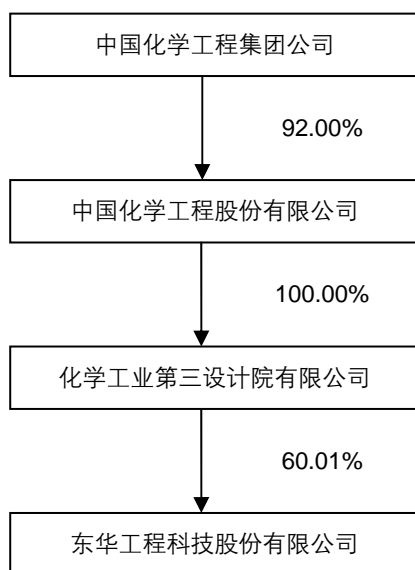 中国化学工程集团公司
92.00%
中国化学工程股份有限公司
100.00%
化学工业第三设计院有限公司
60.01%
东华工程科技股份有限公司